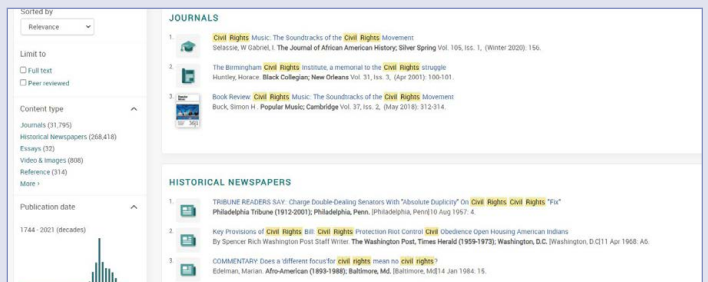 Sorted by
Relevance
Limit to
Full text
Peer reviewed
Content type
Journals (31,795)
Historical Newspapers (268,418)
Essays (32)
Video & Images (808)
Reference (314)
More ›
Publication date
1744 - 2021 (decades)
JOURNALS
1. Civil Rights Music: The Soundtracks of the Civil Rights Movement
Selassie, W Gabriel, I. The Journal of African American History; Silver Spring Vol. 105, Iss. 1, (Winter 2020): 156.
2. The Birmingham Civil Rights Institute, a memorial to the Civil Rights struggle
Huntley, Horace. Black Collegian; New Orleans Vol. 31, Iss. 3, (Apr 2001): 100-101.
3. Book Review: Civil Rights Music: The Soundtracks of the Civil Rights Movement
Buck, Simon H. Popular Music; Cambridge Vol. 37, Iss. 2, (May 2018): 312-314.
HISTORICAL NEWSPAPERS
1. TRIBUNE READERS SAY: Charge Double-Dealing Senators With "Absolute Duplicity" On Civil Rights Civil Rights "Fix"
Philadelphia Tribune (1912-2001); Philadelphia, Penn. [Philadelphia, Penn]10 Aug 1957: 4.
2. Key Provisions of Civil Rights Bill: Civil Rights Protection Riot Control Civil Obedience Open Housing American Indians
By Spencer Rich Washington Post Staff Writer. The Washington Post, Times Herald (1959-1973); Washington, D.C. [Washington, D.C]11 Apr 1968: A6.
3. COMMENTARY: Does a 'different focus' for civil rights mean no civil rights?
Edelman, Marian. Afro-American (1893-1988); Baltimore, Md. [Baltimore, Md]14 Jan 1984: 15.